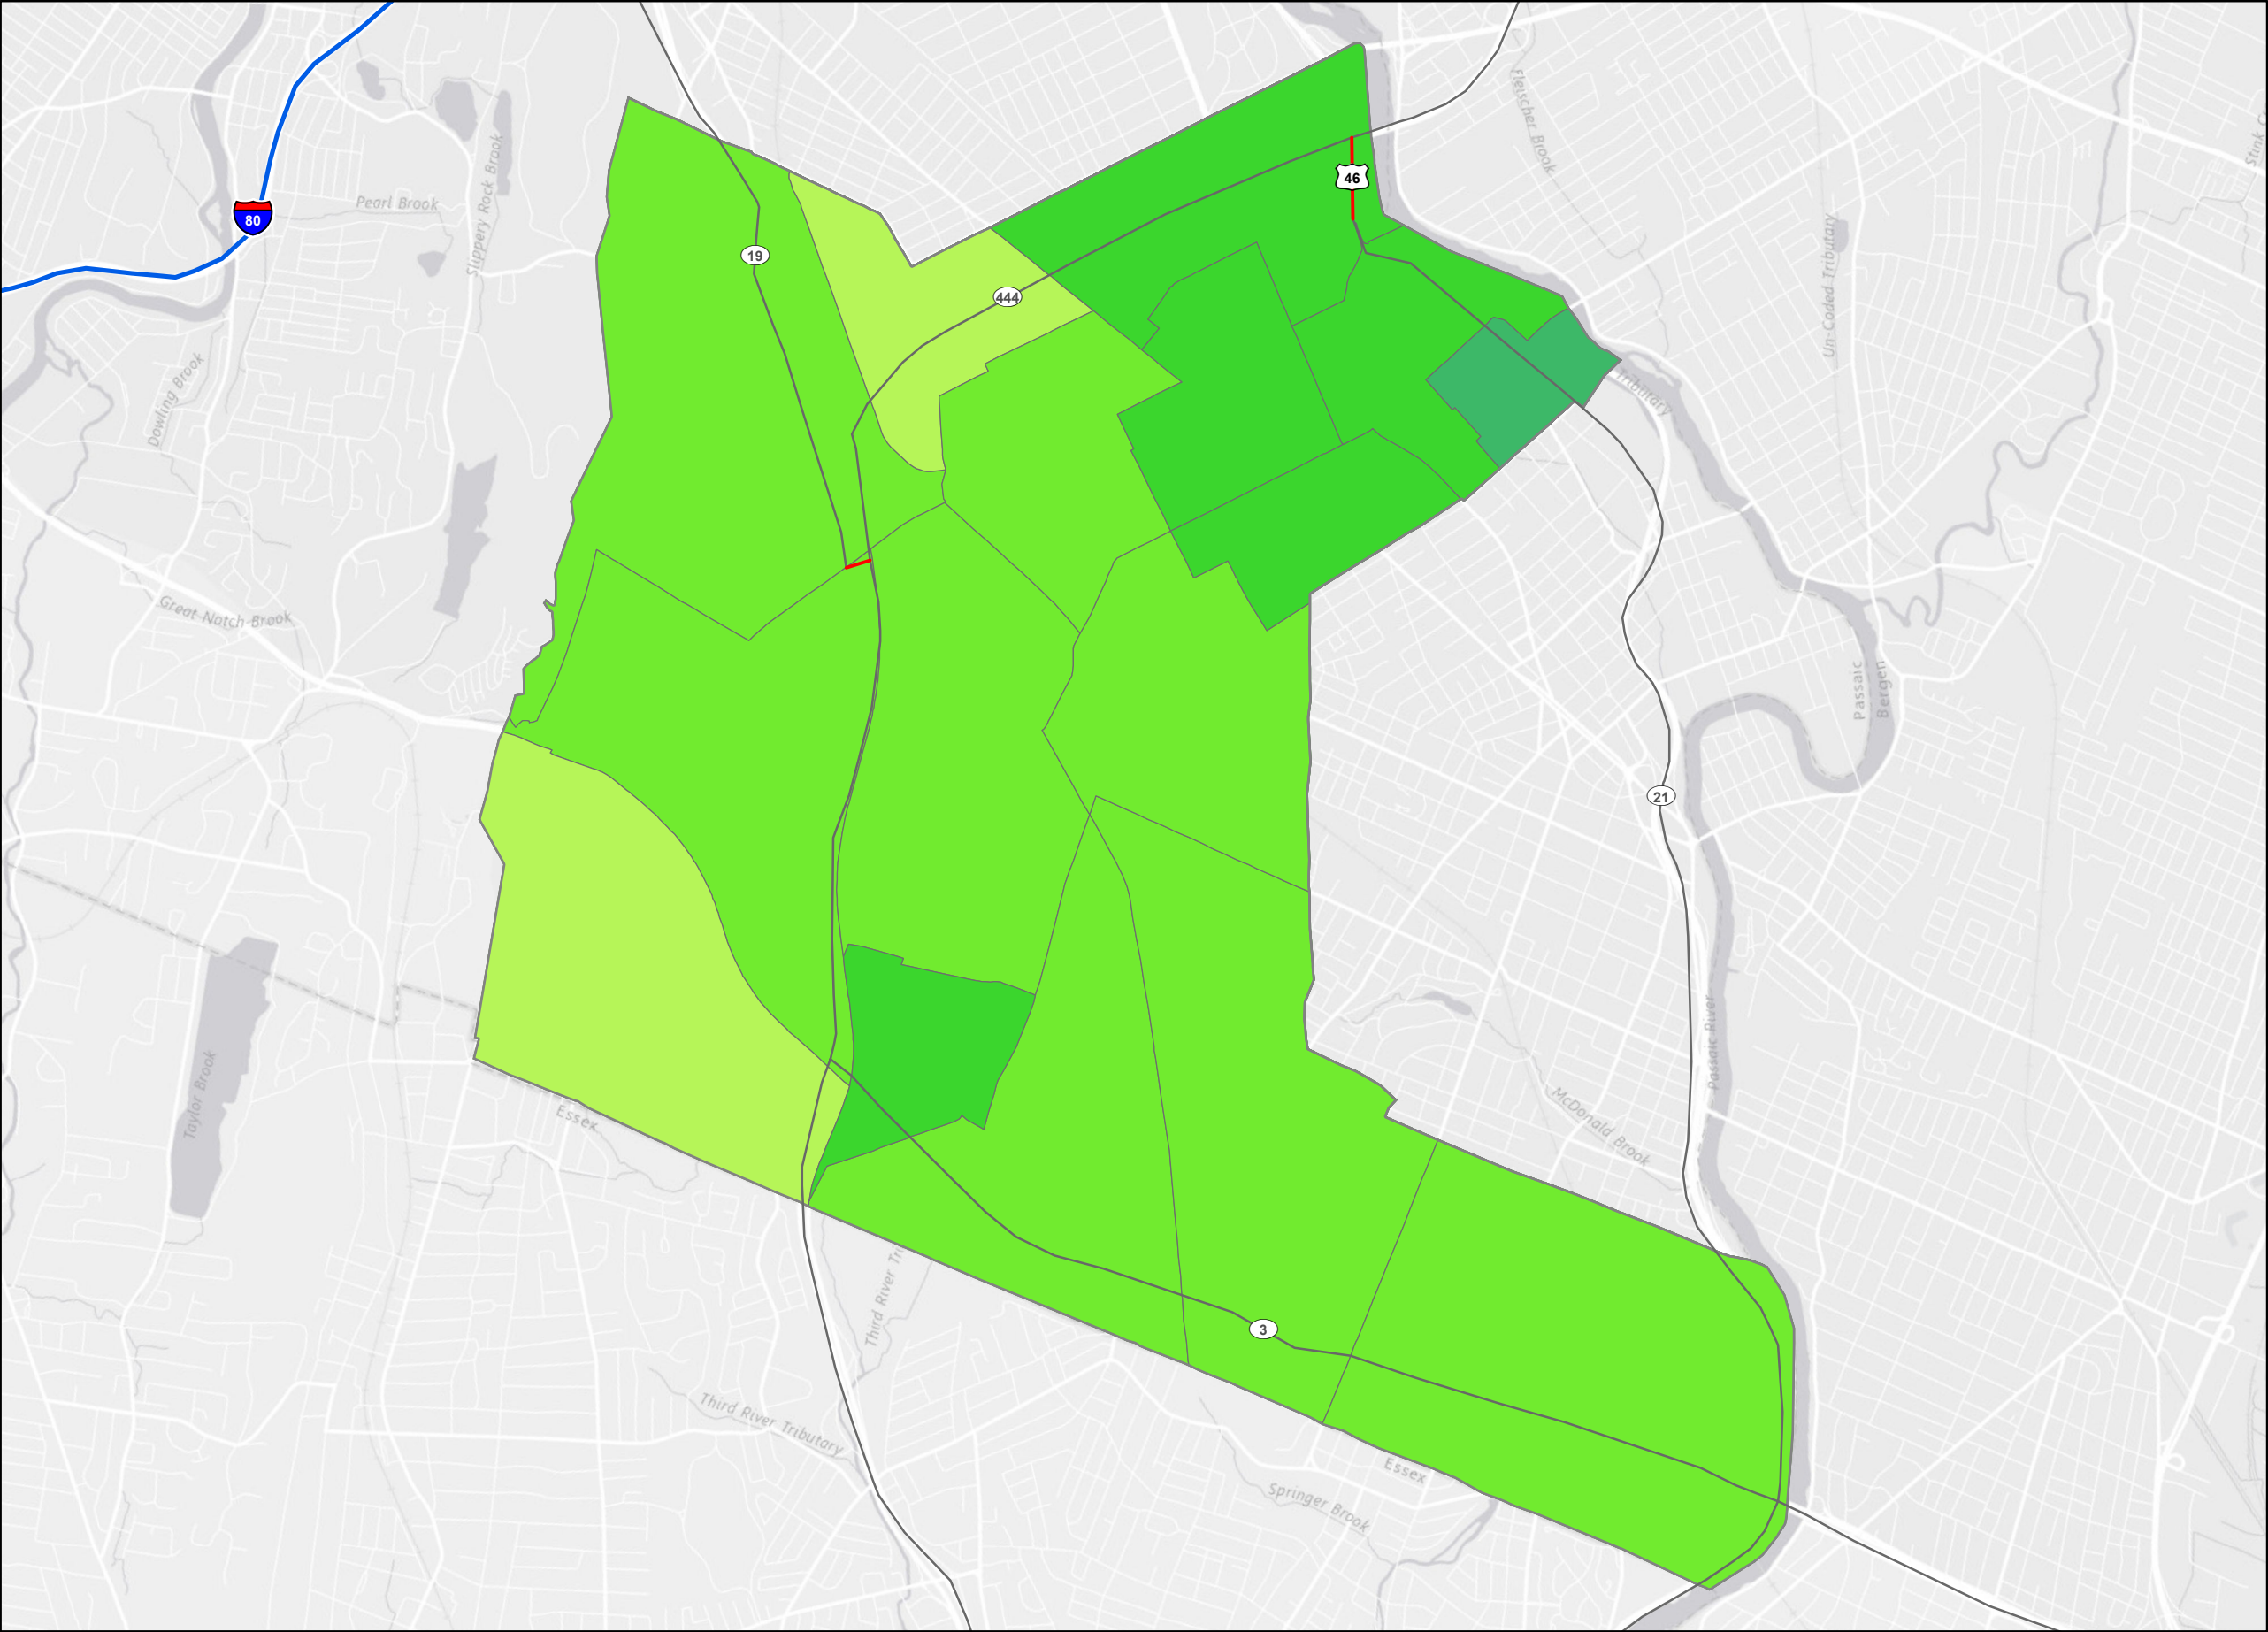 Fleischer Brook
Stink C
Pearl Brook
Slippery Rock Brook
46
80
19
444
Un-Coded Tributary
Dowling Brook
Tributary
Great Notch Brook
Passaic
Bergen
21
Taylor Brook
Passaic River
Essex
McDonald Brook
Third River Tri
3
Third River Tributary
Essex
Springer Brook